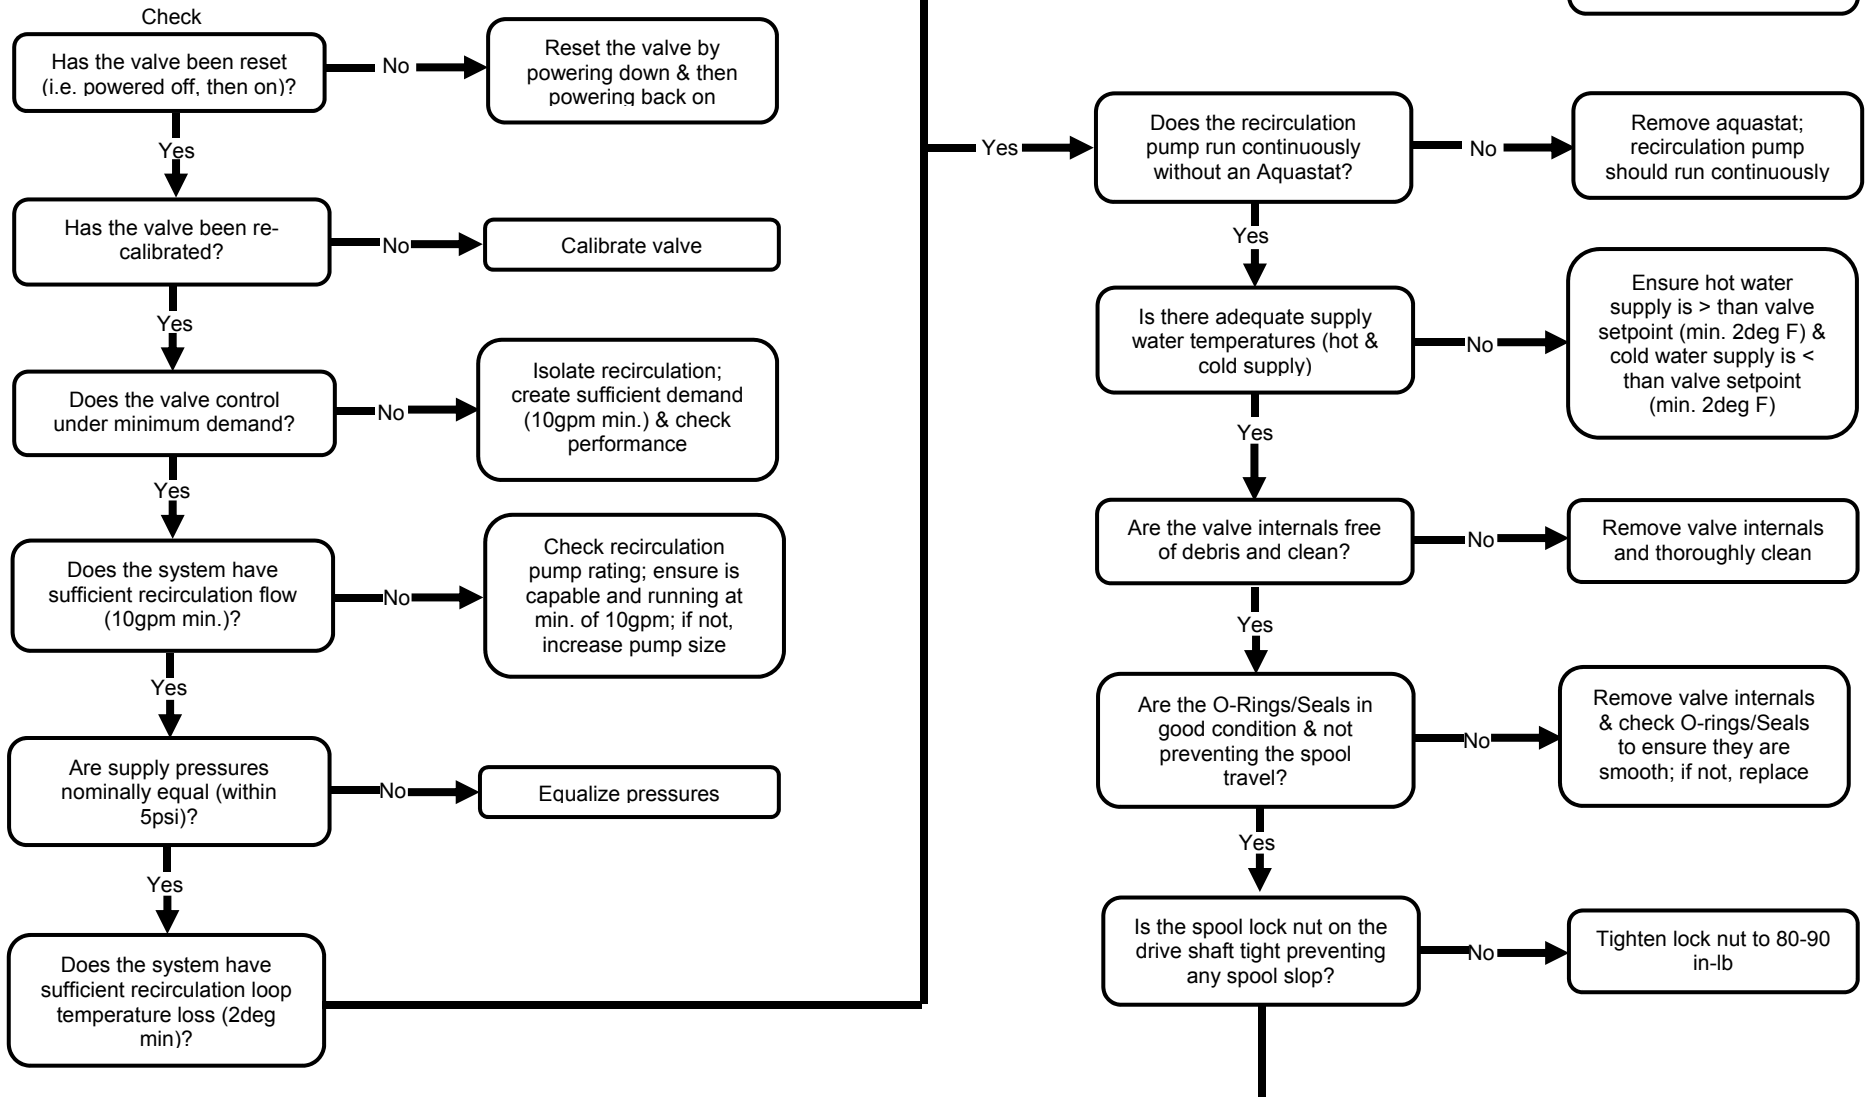 Check
Has the valve been reset
(i.e. powered off, then on)?
No
Reset the valve by
powering down & then
powering back on
Yes
Has the valve been re-
calibrated?
No
Calibrate valve
Yes
Does the valve control
under minimum demand?
No
Isolate recirculation;
create sufficient demand
(10gpm min.) & check
performance
Yes
Does the system have
sufficient recirculation flow
(10gpm min.)?
No
Check recirculation
pump rating; ensure is
capable and running at
min. of 10gpm; if not,
increase pump size
Yes
Are supply pressures
nominally equal (within
5psi)?
No
Equalize pressures
Yes
Does the system have
sufficient recirculation loop
temperature loss (2deg
min)?
Yes
Does the recirculation
pump run continuously
without an Aquastat?
No
Remove aquastat;
recirculation pump
should run continuously
Yes
Is there adequate supply
water temperatures (hot &
cold supply)
No
Ensure hot water
supply is > than valve
setpoint (min. 2deg F) &
cold water supply is <
than valve setpoint
(min. 2deg F)
Yes
Are the valve internals free
of debris and clean?
No
Remove valve internals
and thoroughly clean
Yes
Are the O-Rings/Seals in
good condition & not
preventing the spool
travel?
No
Remove valve internals
& check O-rings/Seals
to ensure they are
smooth; if not, replace
Yes
Is the spool lock nut on the
drive shaft tight preventing
any spool slop?
No
Tighten lock nut to 80-90
in-lb